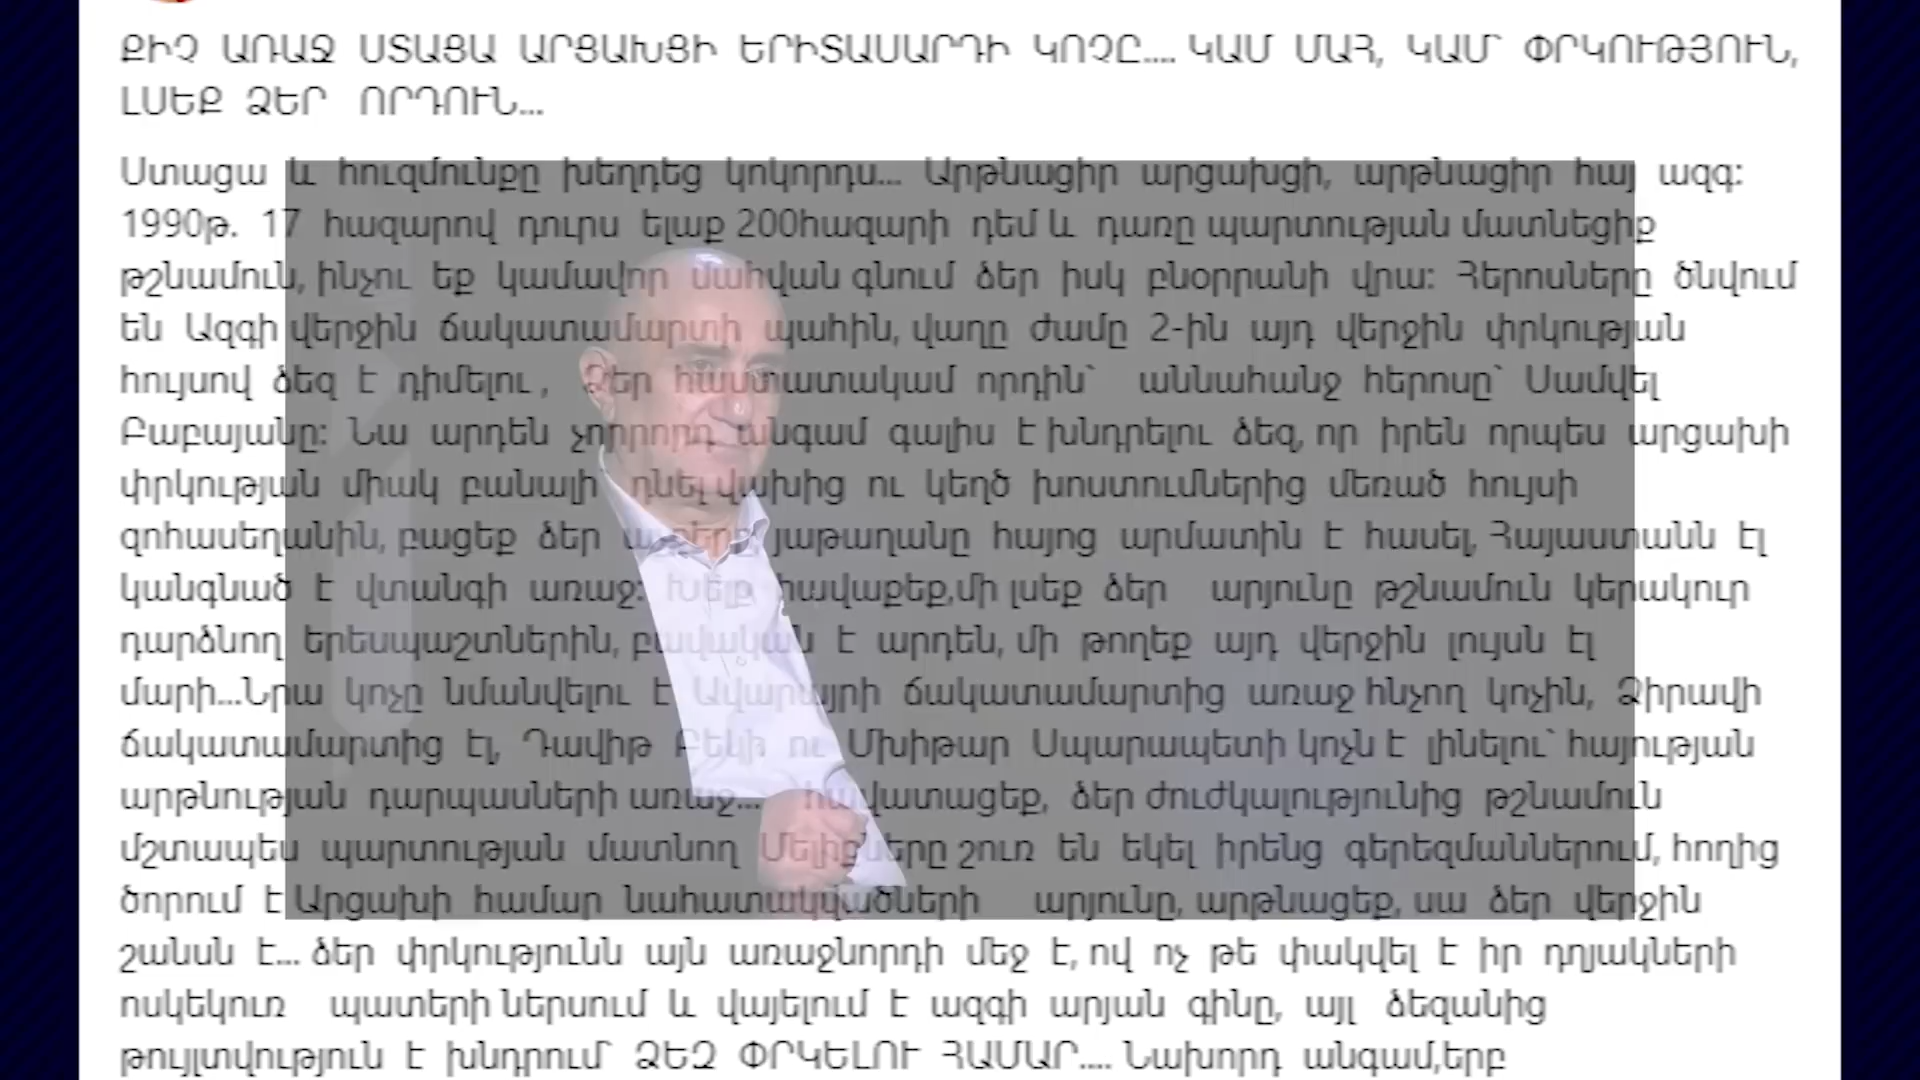 ՔԻՉ ԱՌԱՋ ՍՏԱՑԱ ԱՐՑԱԽՑԻ ԵՐԻՏԱՍԱՐԴԻ ԿՈՉԸ.... ԿԱՄ ՄԱՀ, ԿԱՄ՝ ՓՐԿՈՒԹՅՈՒՆ,
ԼՍԵՔ ՁԵՐ ՈՐԴՈՒՆ...
Ստացա և հուզմունքը խեղդեց կոկորդս... Արթնացիր արցախցի, արթնացիր հայ ազգ:
1990թ. 17 հազարով դուրս ելաք 200հազարի դեմ և դառը պարտության մատնեցիք
թշնամուն, ինչու եք կամավոր մահվան գնում ձեր իսկ բնօրրանի վրա: Հերոսները ծնվում
են Ազգի վերջին ճակատամարտի պահին, վաղը ժամը 2-ին այդ վերջին փրկության
հույսով ձեզ է դիմելու , ձեր հաստատակամ որդին` աննահանջ հերոսը` Սամվել
Բաբայանը: Նա արդեն չորրորդ անգամ գալիս է խնդրելու ձեզ, որ իրեն որպես արցախի
փրկության միակ բանալի դնել վախից ու կեղծ խոստումներից մեռած հույսի
զոհասեղանին, բացեք ձեր յաթաղանը հայոց արմատին է հասել, Հայաստանն էլ
կանգնած է վտանգի առաջ: Խելք հավաքեք,մի լսեք ձեր արյունը թշնամուն կերակուր
դարձնող երեսպաշտներին, բավական է արդեն, մի թողեք այդ վերջին լույսն էլ
մարի...Նրա կոչը նմանվելու է Ավարայրի ճակատամարտից առաջ հնչող կոչին, Ձիրավի
ճակատամարտից էլ, Դավիթ Բեկի ու Մխիթար Սպարապետի կոչն է լինելու` հայության
արթնության դարպասների առաջ... հավատացեք, ձեր ժուժկալությունից թշնամուն
մշտապես պարտության մատնող Մելիքները շուռ են եկել իրենց գերեզմաններում, հողից
ծորում է Արցախի համար նահատակվածների արյունը, արթնացեք, սա ձեր վերջին
շանսն է... ձեր փրկությունն այն առաջնորդի մեջ է, ով ոչ թե փակվել է իր դղյակների
ոսկեկուռ պատերի ներսում և վայելում է ազգի արյան գինը, այլ ձեզանից
թույլտվություն է խնդրում՝ ՁԵԶ ՓՐԿԵԼՈՒ ՀԱՄԱՐ.... Նախորդ անգամ,երբ